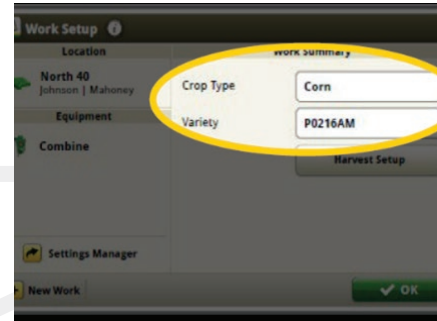 Work Setup
Location
Work Summary
North 40
Johnson | Mahoney
Crop Type
Corn
Equipment
Variety
P0216AM
Combine
Harvest Setup
Settings Manager
New Work
OK